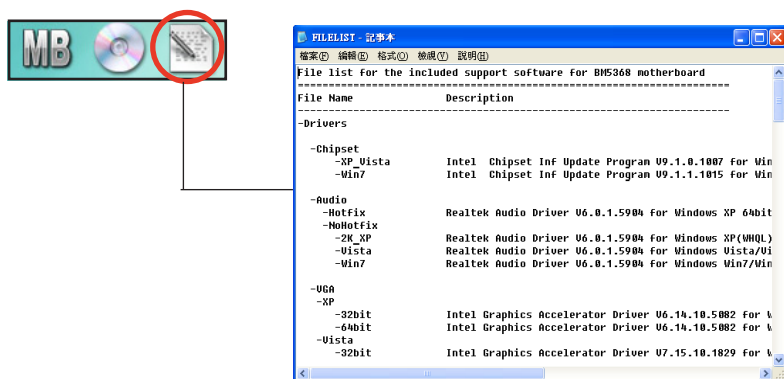 MB
FILELIST - 記事本
檔案(F) 編輯(E) 格式(O) 檢視(V) 說明(H)
File list for the included support software for BM5368 motherboard
======================================================================
File Name Description
----------------------------------------------------------------------
-Drivers
-Chipset
-XP_Vista Intel Chipset Inf Update Program V9.1.0.1007 for Win
-Win7 Intel Chipset Inf Update Program V9.1.1.1015 for Win
-Audio
-Hotfix Realtek Audio Driver V6.0.1.5904 for Windows XP 64bit
-NoHotfix
-2K_XP Realtek Audio Driver V6.0.1.5904 for Windows XP(WHQL)
-Vista Realtek Audio Driver V6.0.1.5904 for Windows Vista/Vi
-Win7 Realtek Audio Driver V6.0.1.5904 for Windows Win7/Win
-VGA
-XP
-32bit Intel Graphics Accelerator Driver V6.14.10.5082 for
-64bit Intel Graphics Accelerator Driver V6.14.10.5082 for
-Vista
-32bit Intel Graphics Accelerator Driver V7.15.10.1829 for